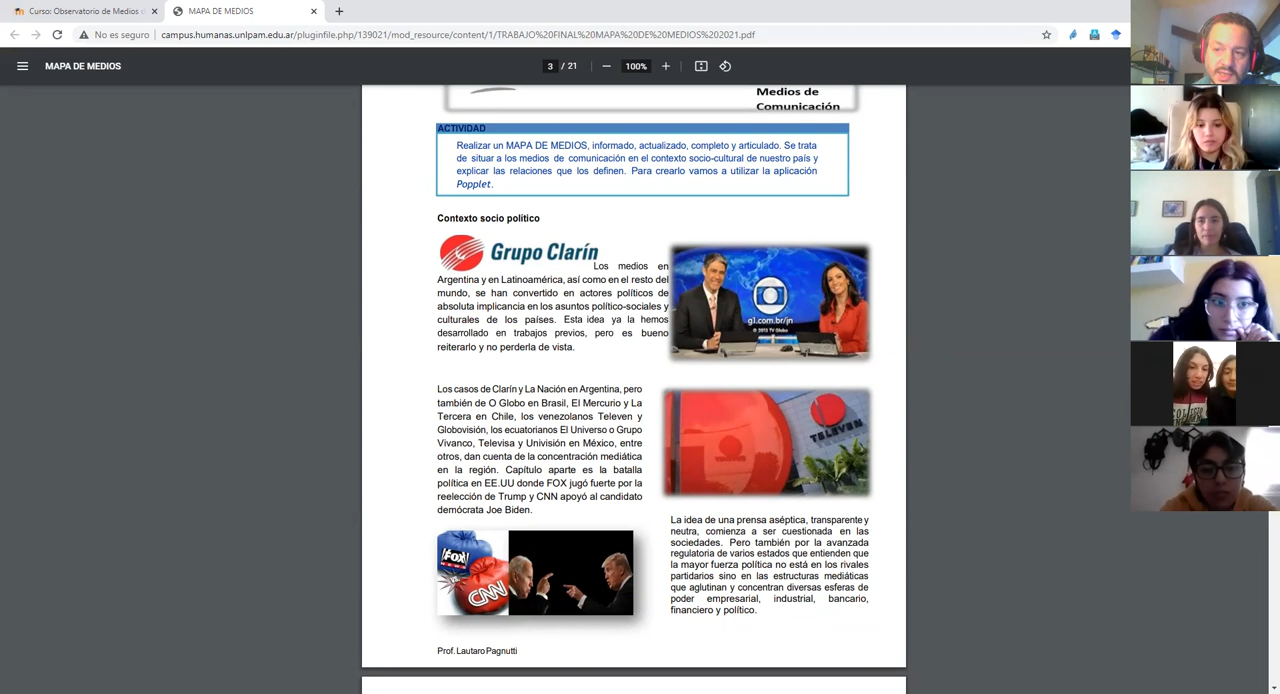 Curso: Observatorio de Medios d
MAPA DE MEDIOS
No es seguro | campus.humanas.unlpam.edu.ar/pluginfile.php/139021/mod_resource/content/1/TRABAJO%20FINAL%20MAPA%20DE%20MEDIOS%202021.pdf
MAPA DE MEDIOS
3 / 21
100%
Medios de
Comunicación
ACTIVIDAD
Realizar un MAPA DE MEDIOS, informado, actualizado, completo y articulado. Se trata
de situar a los medios de comunicación en el contexto socio-cultural de nuestro país y
explicar las relaciones que los definen. Para crearlo vamos a utilizar la aplicación
Popplet.
Contexto socio político
Grupo Clarín
Los medios en
Argentina y en Latinoamérica, así como en el resto del
mundo, se han convertido en actores políticos de
absoluta implicancia en los asuntos político-sociales y
culturales de los países. Esta idea ya la hemos
desarrollado en trabajos previos, pero es bueno
reiterarlo y no perderla de vista.
g1.com.br/jn
© 2013 TV Globo
Los casos de Clarín y La Nación en Argentina, pero
también de O Globo en Brasil, El Mercurio y La
Tercera en Chile, los venezolanos Televen y
Globovisión, los ecuatorianos El Universo o Grupo
Vivanco, Televisa y Univisión en México, entre
otros, dan cuenta de la concentración mediática
en la región. Capítulo aparte es la batalla
política en EE.UU donde FOX jugó fuerte por la
reelección de Trump y CNN apoyó al candidato
demócrata Joe Biden.
TELEVEN
FOX
CNN
La idea de una prensa aséptica, transparente y
neutra, comienza a ser cuestionada en las
sociedades. Pero también por la avanzada
regulatoria de varios estados que entienden que
la mayor fuerza política no está en los rivales
partidarios sino en las estructuras mediáticas
que aglutinan y concentran diversas esferas de
poder empresarial, industrial, bancario,
financiero y político.
Prof. Lautaro Pagnutti